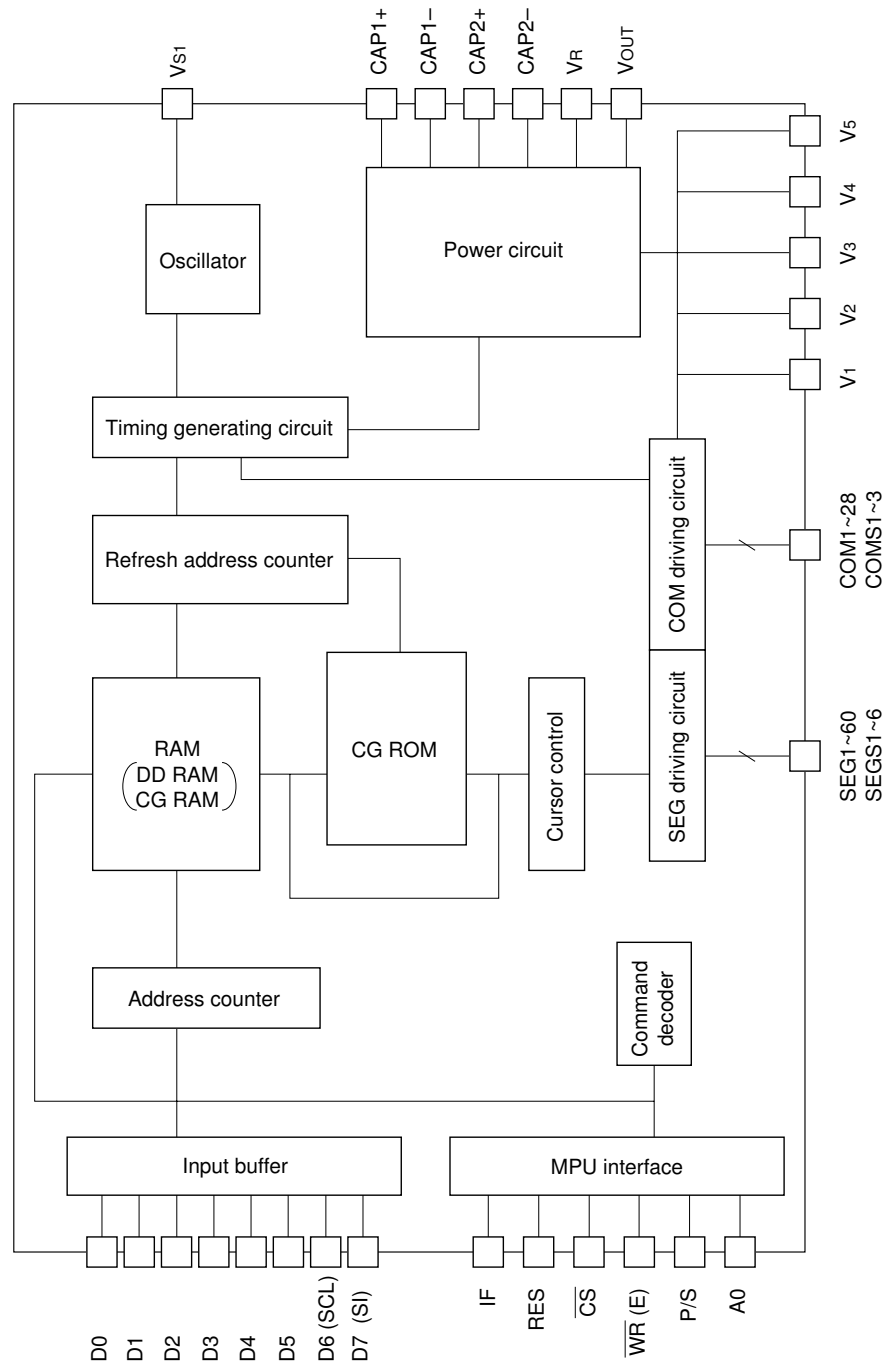 VS1
CAP1+
CAP1–
CAP2+
CAP2–
VR
VOUT
Oscillator
Power circuit
V5
V4
V3
V2
V1
Timing generating circuit
Refresh address counter
COM driving circuit
COM1~28
COMS1~3
RAM
DD RAM
CG RAM
CG ROM
Cursor control
SEG driving circuit
SEG1~60
SEGS1~6
Address counter
Command
decoder
Input buffer
MPU interface
D0
D1
D2
D3
D4
D5
D6 (SCL)
D7 (SI)
IF
RES
C̅S̅
W̅R̅ (E)
P/S
A0